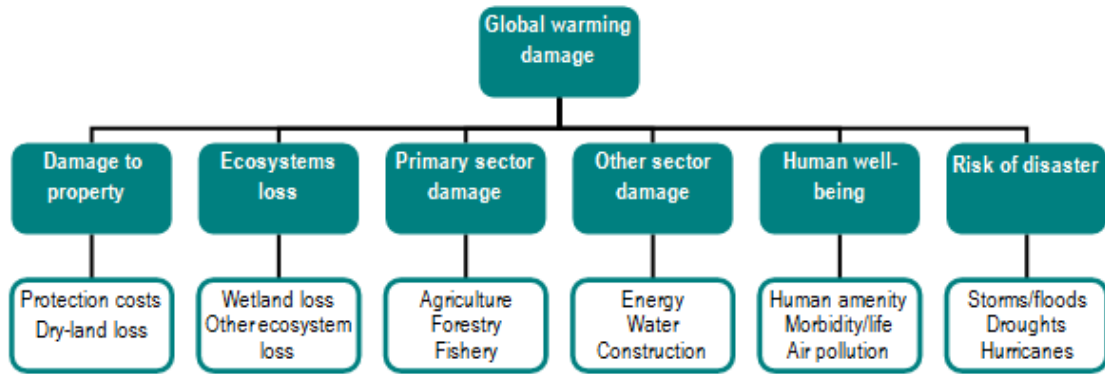 Global warming
damage
Damage to
property
Ecosystems
loss
Primary sector
damage
Other sector
damage
Human well-
being
Risk of disaster
Protection costs
Dry-land loss
Wetland loss
Other ecosystem
loss
Agriculture
Forestry
Fishery
Energy
Water
Construction
Human amenity
Morbidity/life
Air pollution
Storms/floods
Droughts
Hurricanes